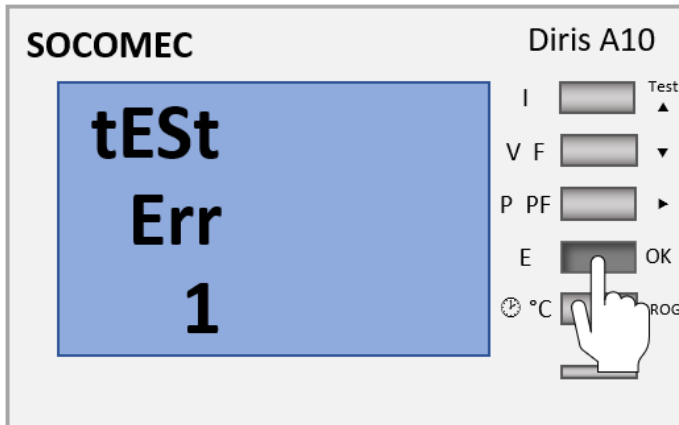 SOCOMEC
Diris A10
tESt
Err
1
I
Test
▲
V F
▼
P PF
►
E
OK
°C